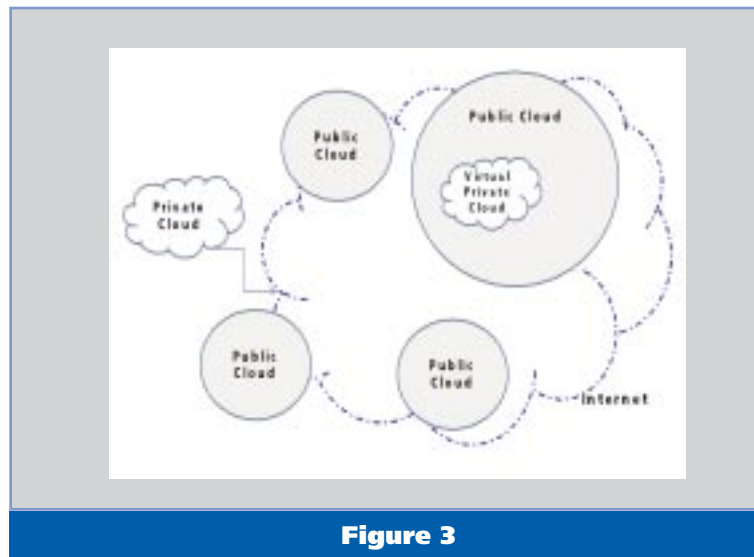 Public
Cloud
Public Cloud
Virtual
Private
Cloud
Private
Cloud
Public
Cloud
Public
Cloud
Internet
Figure 3